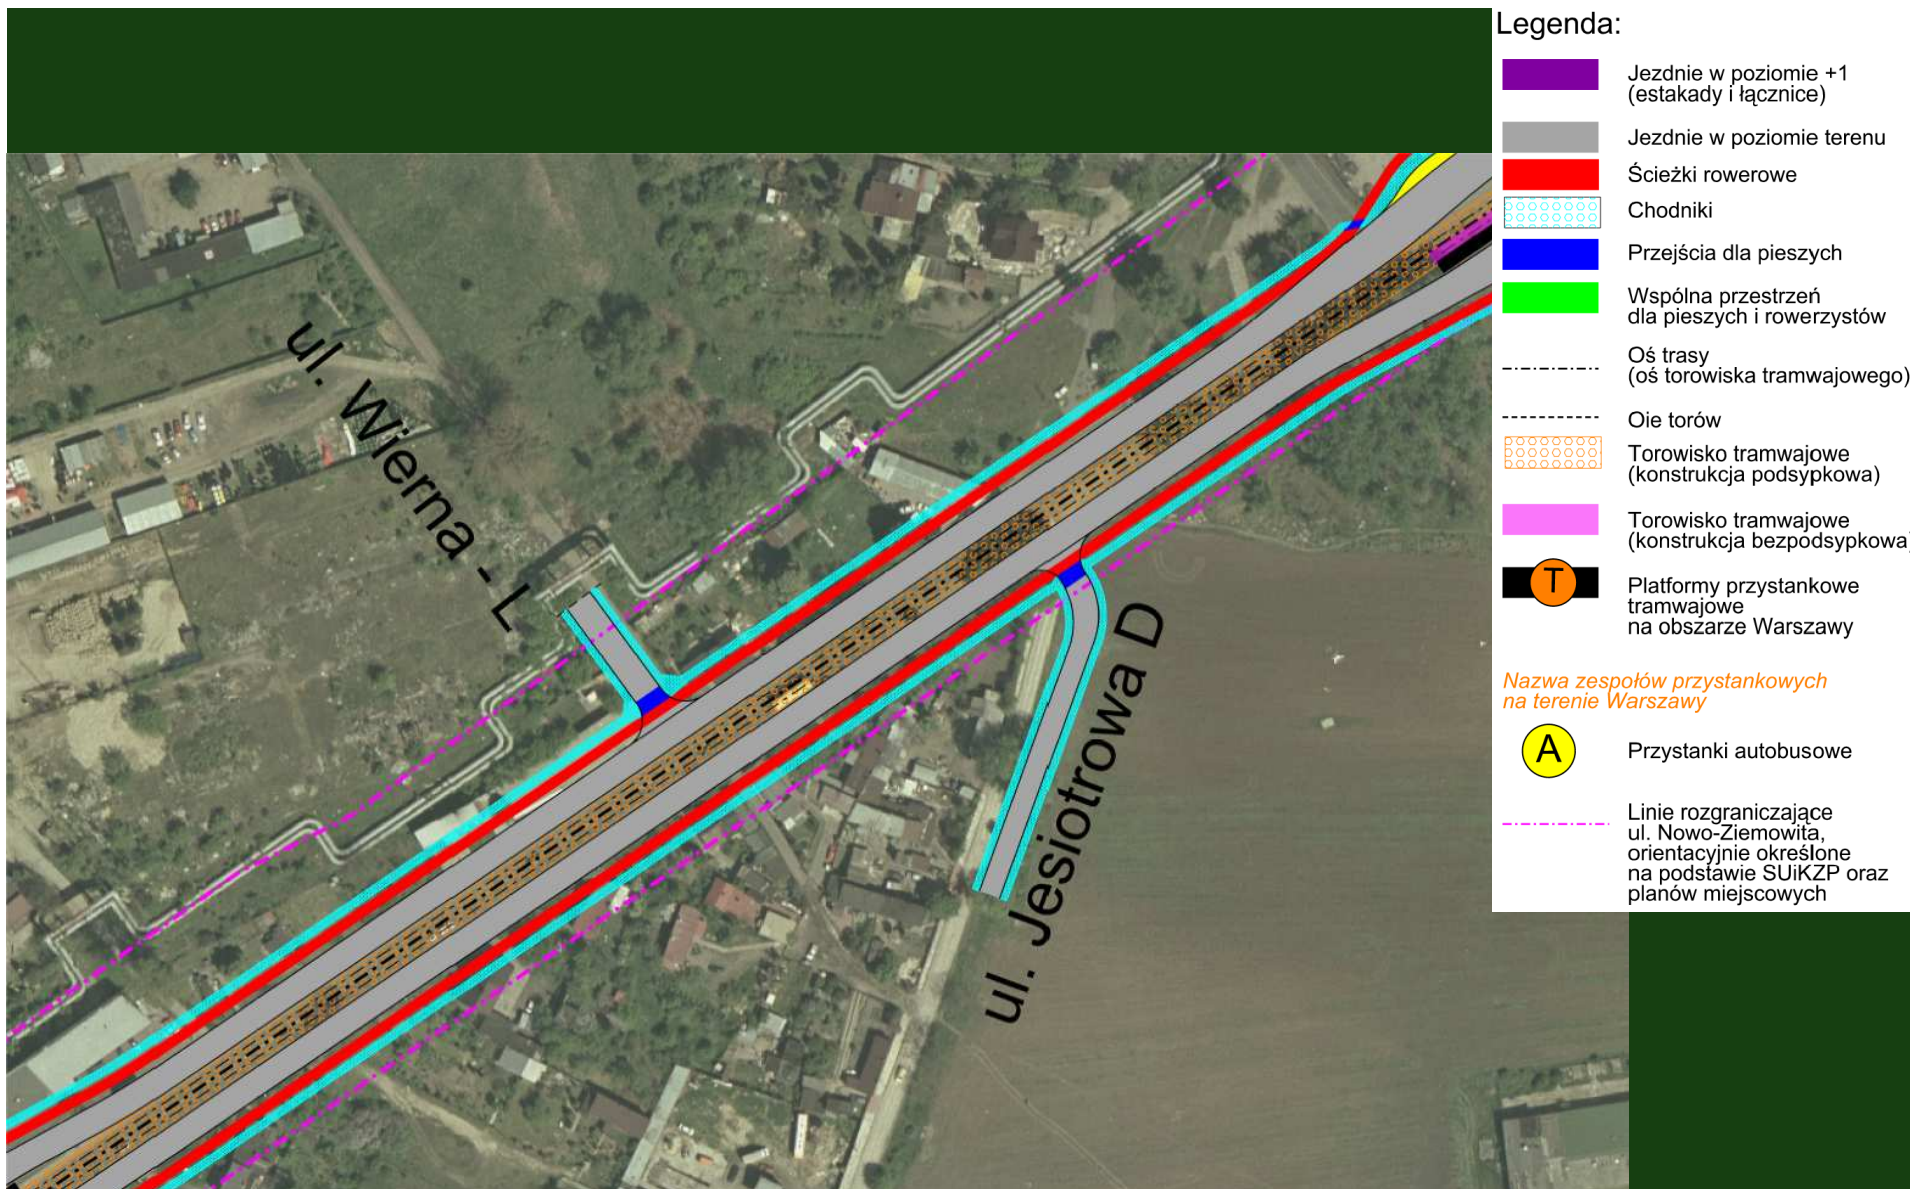 Legenda:
Jezdnie w poziomie +1
(estakady i łącznice)
Jezdnie w poziomie terenu
Ścieżki rowerowe
Chodniki
Przejścia dla pieszych
Wspólna przestrzeń
dla pieszych i rowerzystów
Oś trasy
(oś torowiska tramwajowego)
Oie torów
Torowisko tramwajowe
(konstrukcja podsypkowa)
Torowisko tramwajowe
(konstrukcja bezpodsypkowa)
T
Platformy przystankowe
tramwajowe
na obszarze Warszawy
Nazwa zespołów przystankowych
na terenie Warszawy
A
Przystanki autobusowe
Linie rozgraniczające
ul. Nowo-Ziemowita,
orientacyjnie określone
na podstawie SUiKZP oraz
planów miejscowych
ul. Wierna - L
ul. Jesiotrowa D